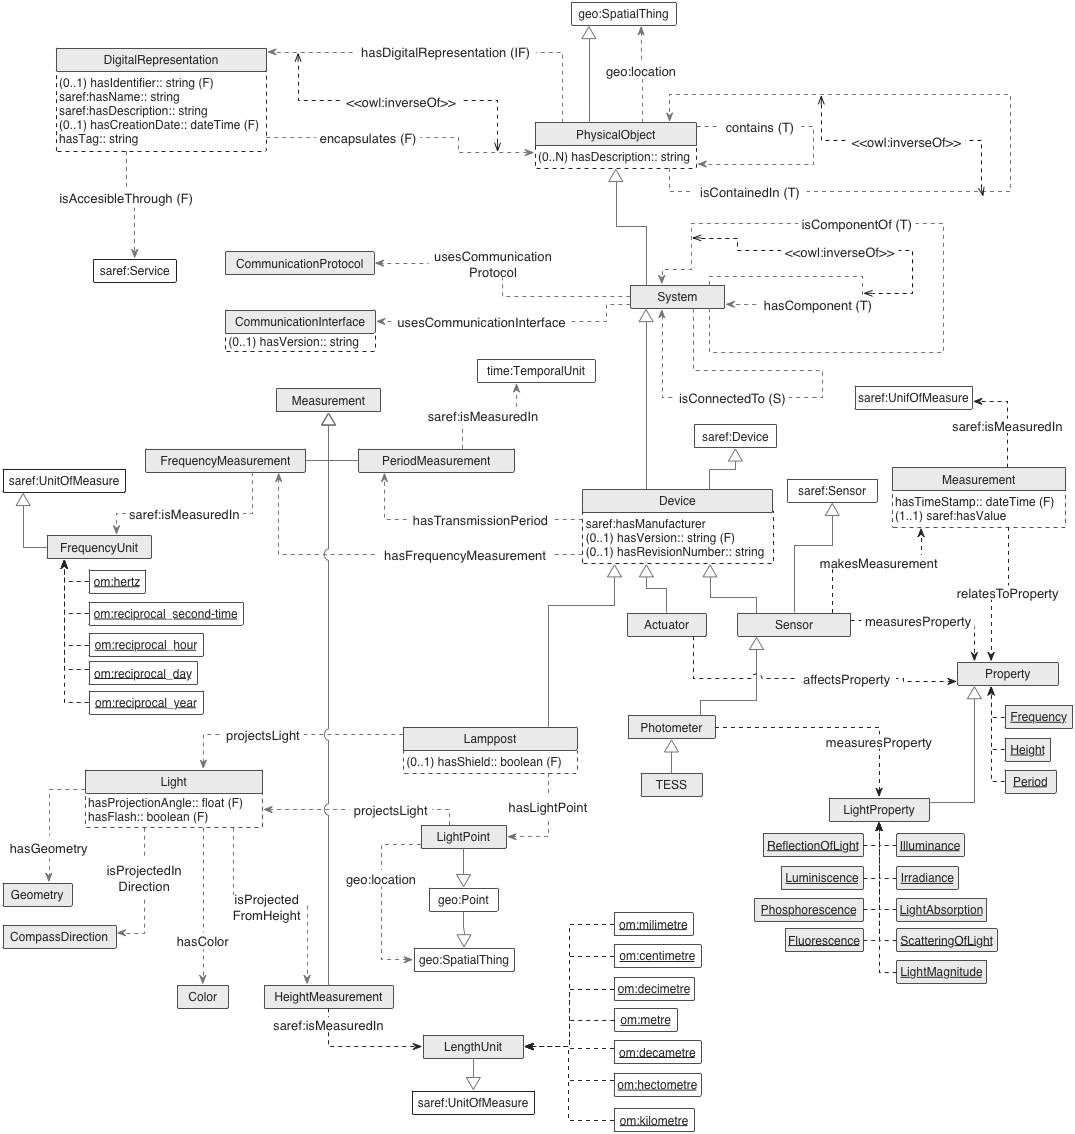 geo:SpatialThing
DigitalRepresentation
(0..1) hasIdentifier:: string (F)
saref:hasName:: string
saref:hasDescription:: string
(0..1) hasCreationDate:: dateTime (F)
hasTag:: string
hasDigitalRepresentation (IF)
<<owl:inverseOf>>
encapsulates (F)
geo:location
PhysicalObject
(0..N) hasDescription:: string
contains (T)
<<owl:inverseOf>>
isContainedIn (T)
isAccesibleThrough (F)
saref:Service
CommunicationProtocol
usesCommunication
Protocol
CommunicationInterface
(0..1) hasVersion:: string
usesCommunicationInterface
isComponentOf (T)
<<owl:inverseOf>>
System
hasComponent (T)
isConnectedTo (S)
time:TemporalUnit
saref:isMeasuredIn
Measurement
FrequencyMeasurement
PeriodMeasurement
saref:UnitOfMeasure
saref:isMeasuredIn
FrequencyUnit
om:hertz
om:reciprocal_second-time
om:reciprocal_hour
om:reciprocal_day
om:reciprocal_year
hasTransmissionPeriod
hasFrequencyMeasurement
saref:Device
Device
saref:hasManufacturer
(0..1) hasVersion:: string (F)
(0..1) hasRevisionNumber:: string
saref:UnifOfMeasure
saref:isMeasuredIn
saref:Sensor
Measurement
hasTimeStamp:: dateTime (F)
(1..1) saref:hasValue
makesMeasurement
relatesToProperty
Actuator
Sensor
measuresProperty
affectsProperty
Property
Frequency
Height
Period
Photometer
TESS
measuresProperty
LightProperty
ReflectionOfLight
Illuminance
Luminiscence
Irradiance
Phosphorescence
LightAbsorption
Fluorescence
ScatteringOfLight
LightMagnitude
projectsLight
Lamppost
(0..1) hasShield:: boolean (F)
Light
hasProjectionAngle:: float (F)
hasFlash:: boolean (F)
projectsLight
hasLightPoint
LightPoint
hasGeometry
Geometry
isProjectedIn
Direction
CompassDirection
hasColor
Color
isProjected
FromHeight
geo:location
geo:Point
geo:SpatialThing
HeightMeasurement
saref:isMeasuredIn
LengthUnit
saref:UnitOfMeasure
om:milimetre
om:centimetre
om:decimetre
om:metre
om:decametre
om:hectometre
om:kilometre